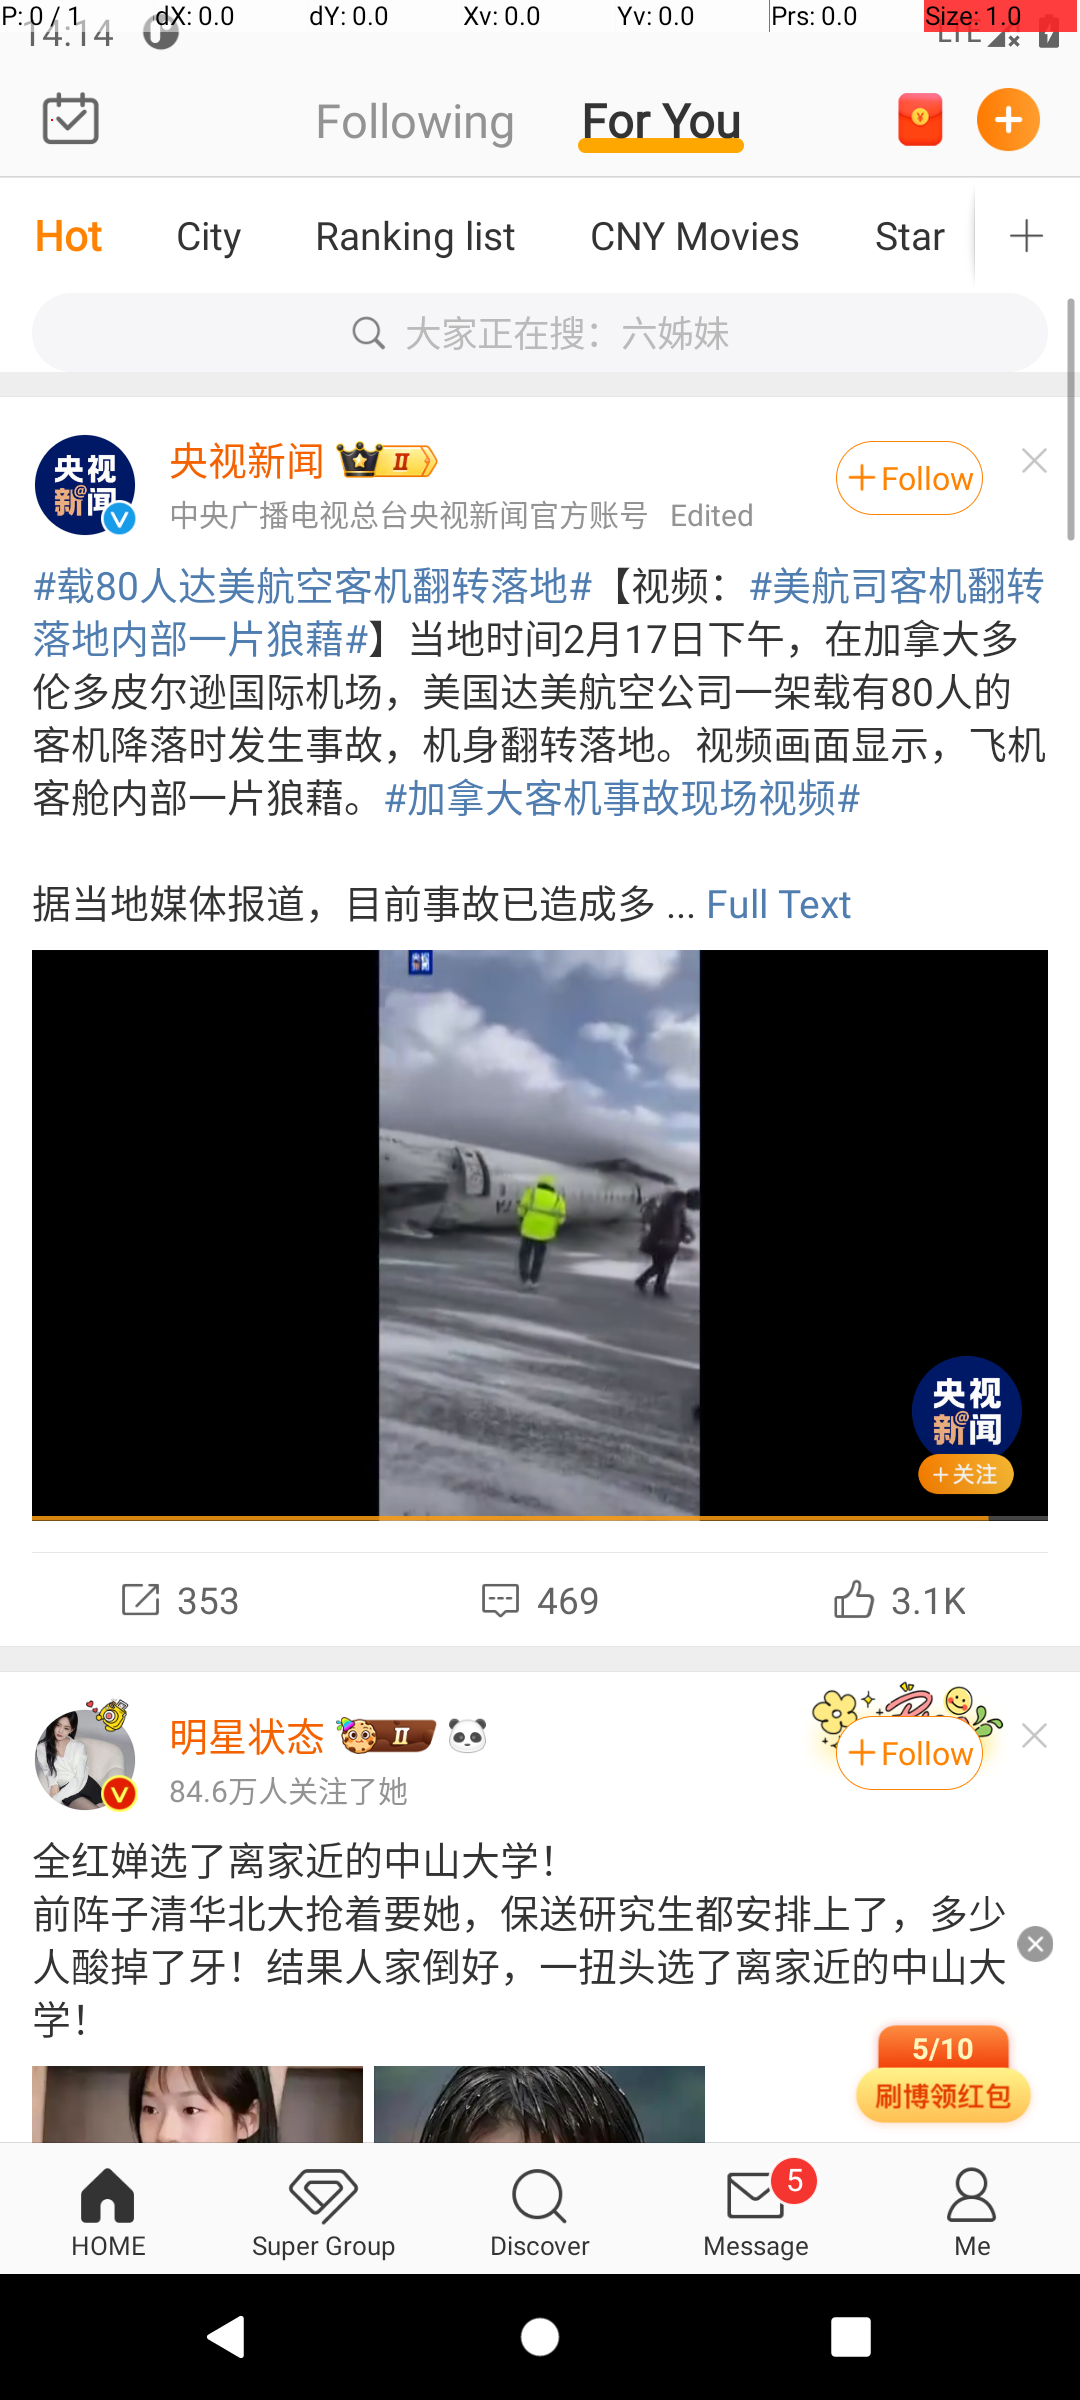 P: 0 / 1 dX: 0.0 dY: 0.0 Xv: 0.0 Yv: 0.0 Prs: 0.0 Size: 1.0
14:14 LTE
Following For You
Hot City Ranking list CNY Movies Star
大家正在搜：六姊妹
央视新闻 II
中央广播电视总台央视新闻官方账号 Edited
+Follow
#载80人达美航空客机翻转落地#【视频：#美航司客机翻转
落地内部一片狼藉#】当地时间2月17日下午，在加拿大多
伦多皮尔逊国际机场，美国达美航空公司一架载有80人的
客机降落时发生事故，机身翻转落地。视频画面显示，飞机
客舱内部一片狼藉。#加拿大客机事故现场视频#
据当地媒体报道，目前事故已造成多 ... Full Text
央视
新闻
+关注
353 469 3.1K
明星状态 II
84.6万人关注了她
+Follow
全红婵选了离家近的中山大学！
前阵子清华北大抢着要她，保送研究生都安排上了，多少
人酸掉了牙！结果人家倒好，一扭头选了离家近的中山大
学！
5/10
刷博领红包
5
HOME Super Group Discover Message Me